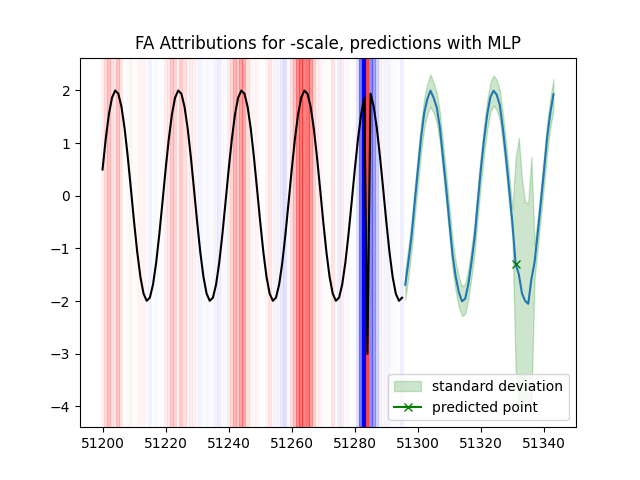 FA Attributions for -scale, predictions with MLP
2
1
0
−1
−2
−3
−4
standard deviation
predicted point
51200 51220 51240 51260 51280 51300 51320 51340